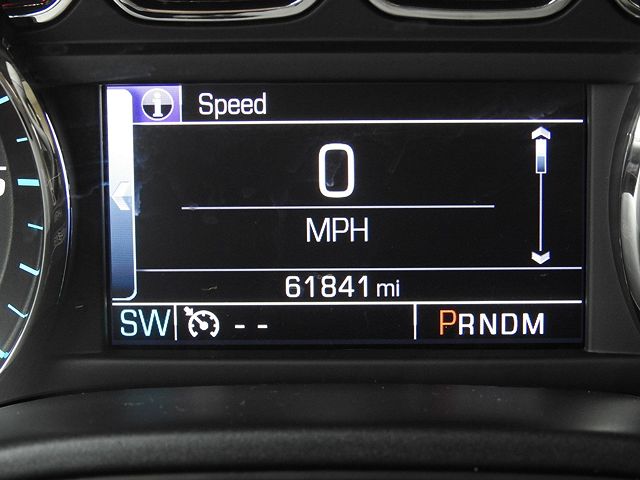 Speed
0
MPH
61841 mi
SW -- PRNDM